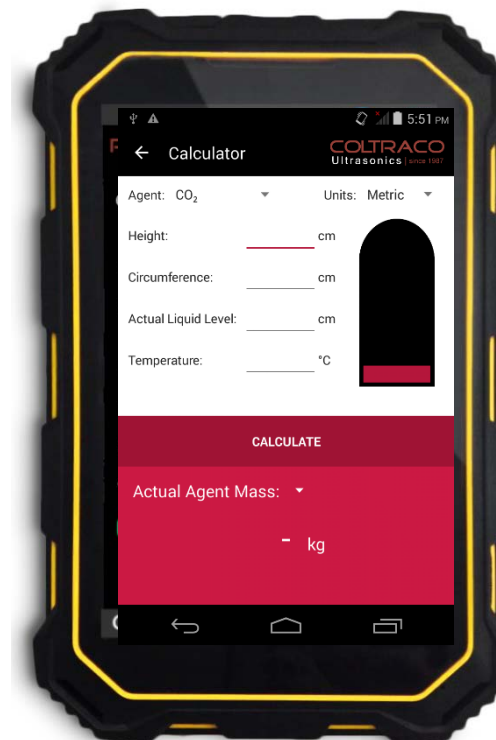 5:51 PM
Calculator
COLTRACO
Ultrasonics since 1987
Agent: CO₂
Units: Metric
Height: cm
Circumference: cm
Actual Liquid Level: cm
Temperature: °C
CALCULATE
Actual Agent Mass:
- kg